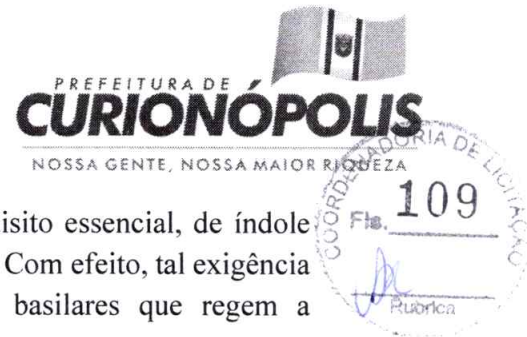 PREFEITURA DE
CURIONÓPOLIS
NOSSA GENTE, NOSSA MAIOR RIQUEZA
COORDENADORIA DE LICITAÇÃO
Fls. 109
Rubrica
isito essencial, de índole
Com efeito, tal exigência
basilares que regem a